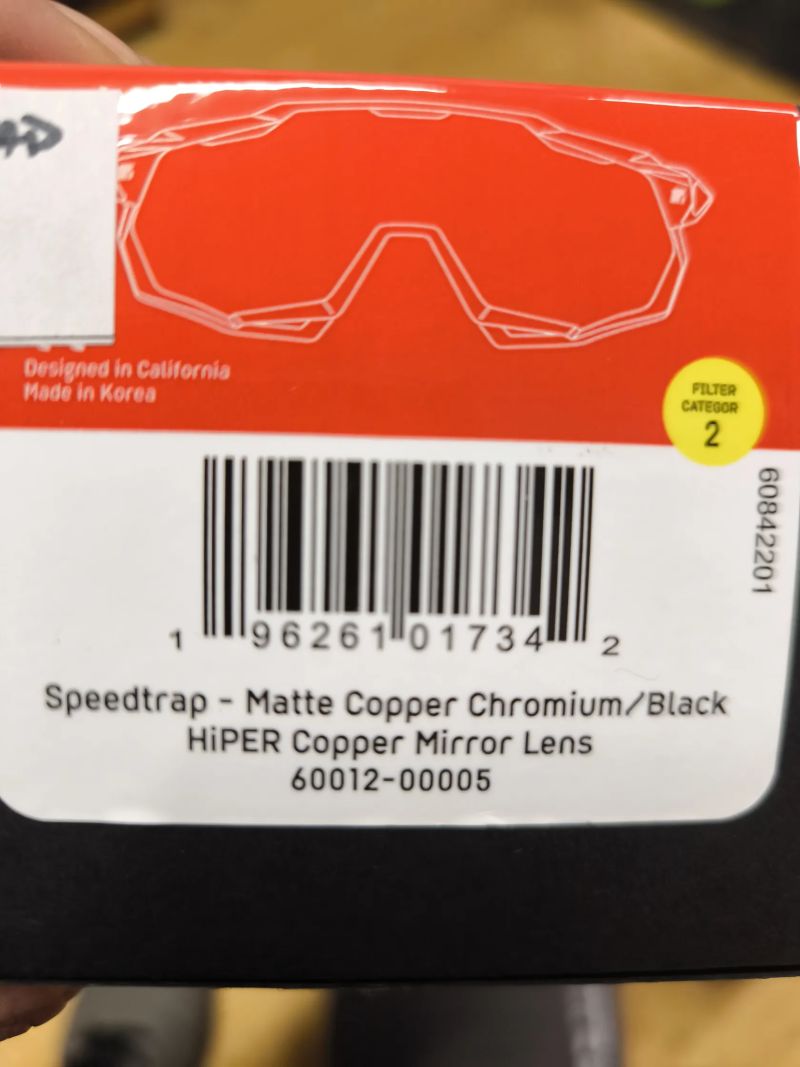 Designed in California
Made in Korea
FILTER
CATEGOR
2
60842201
1 96261 01734 2
Speedtrap - Matte Copper Chromium/Black
HiPER Copper Mirror Lens
60012-00005